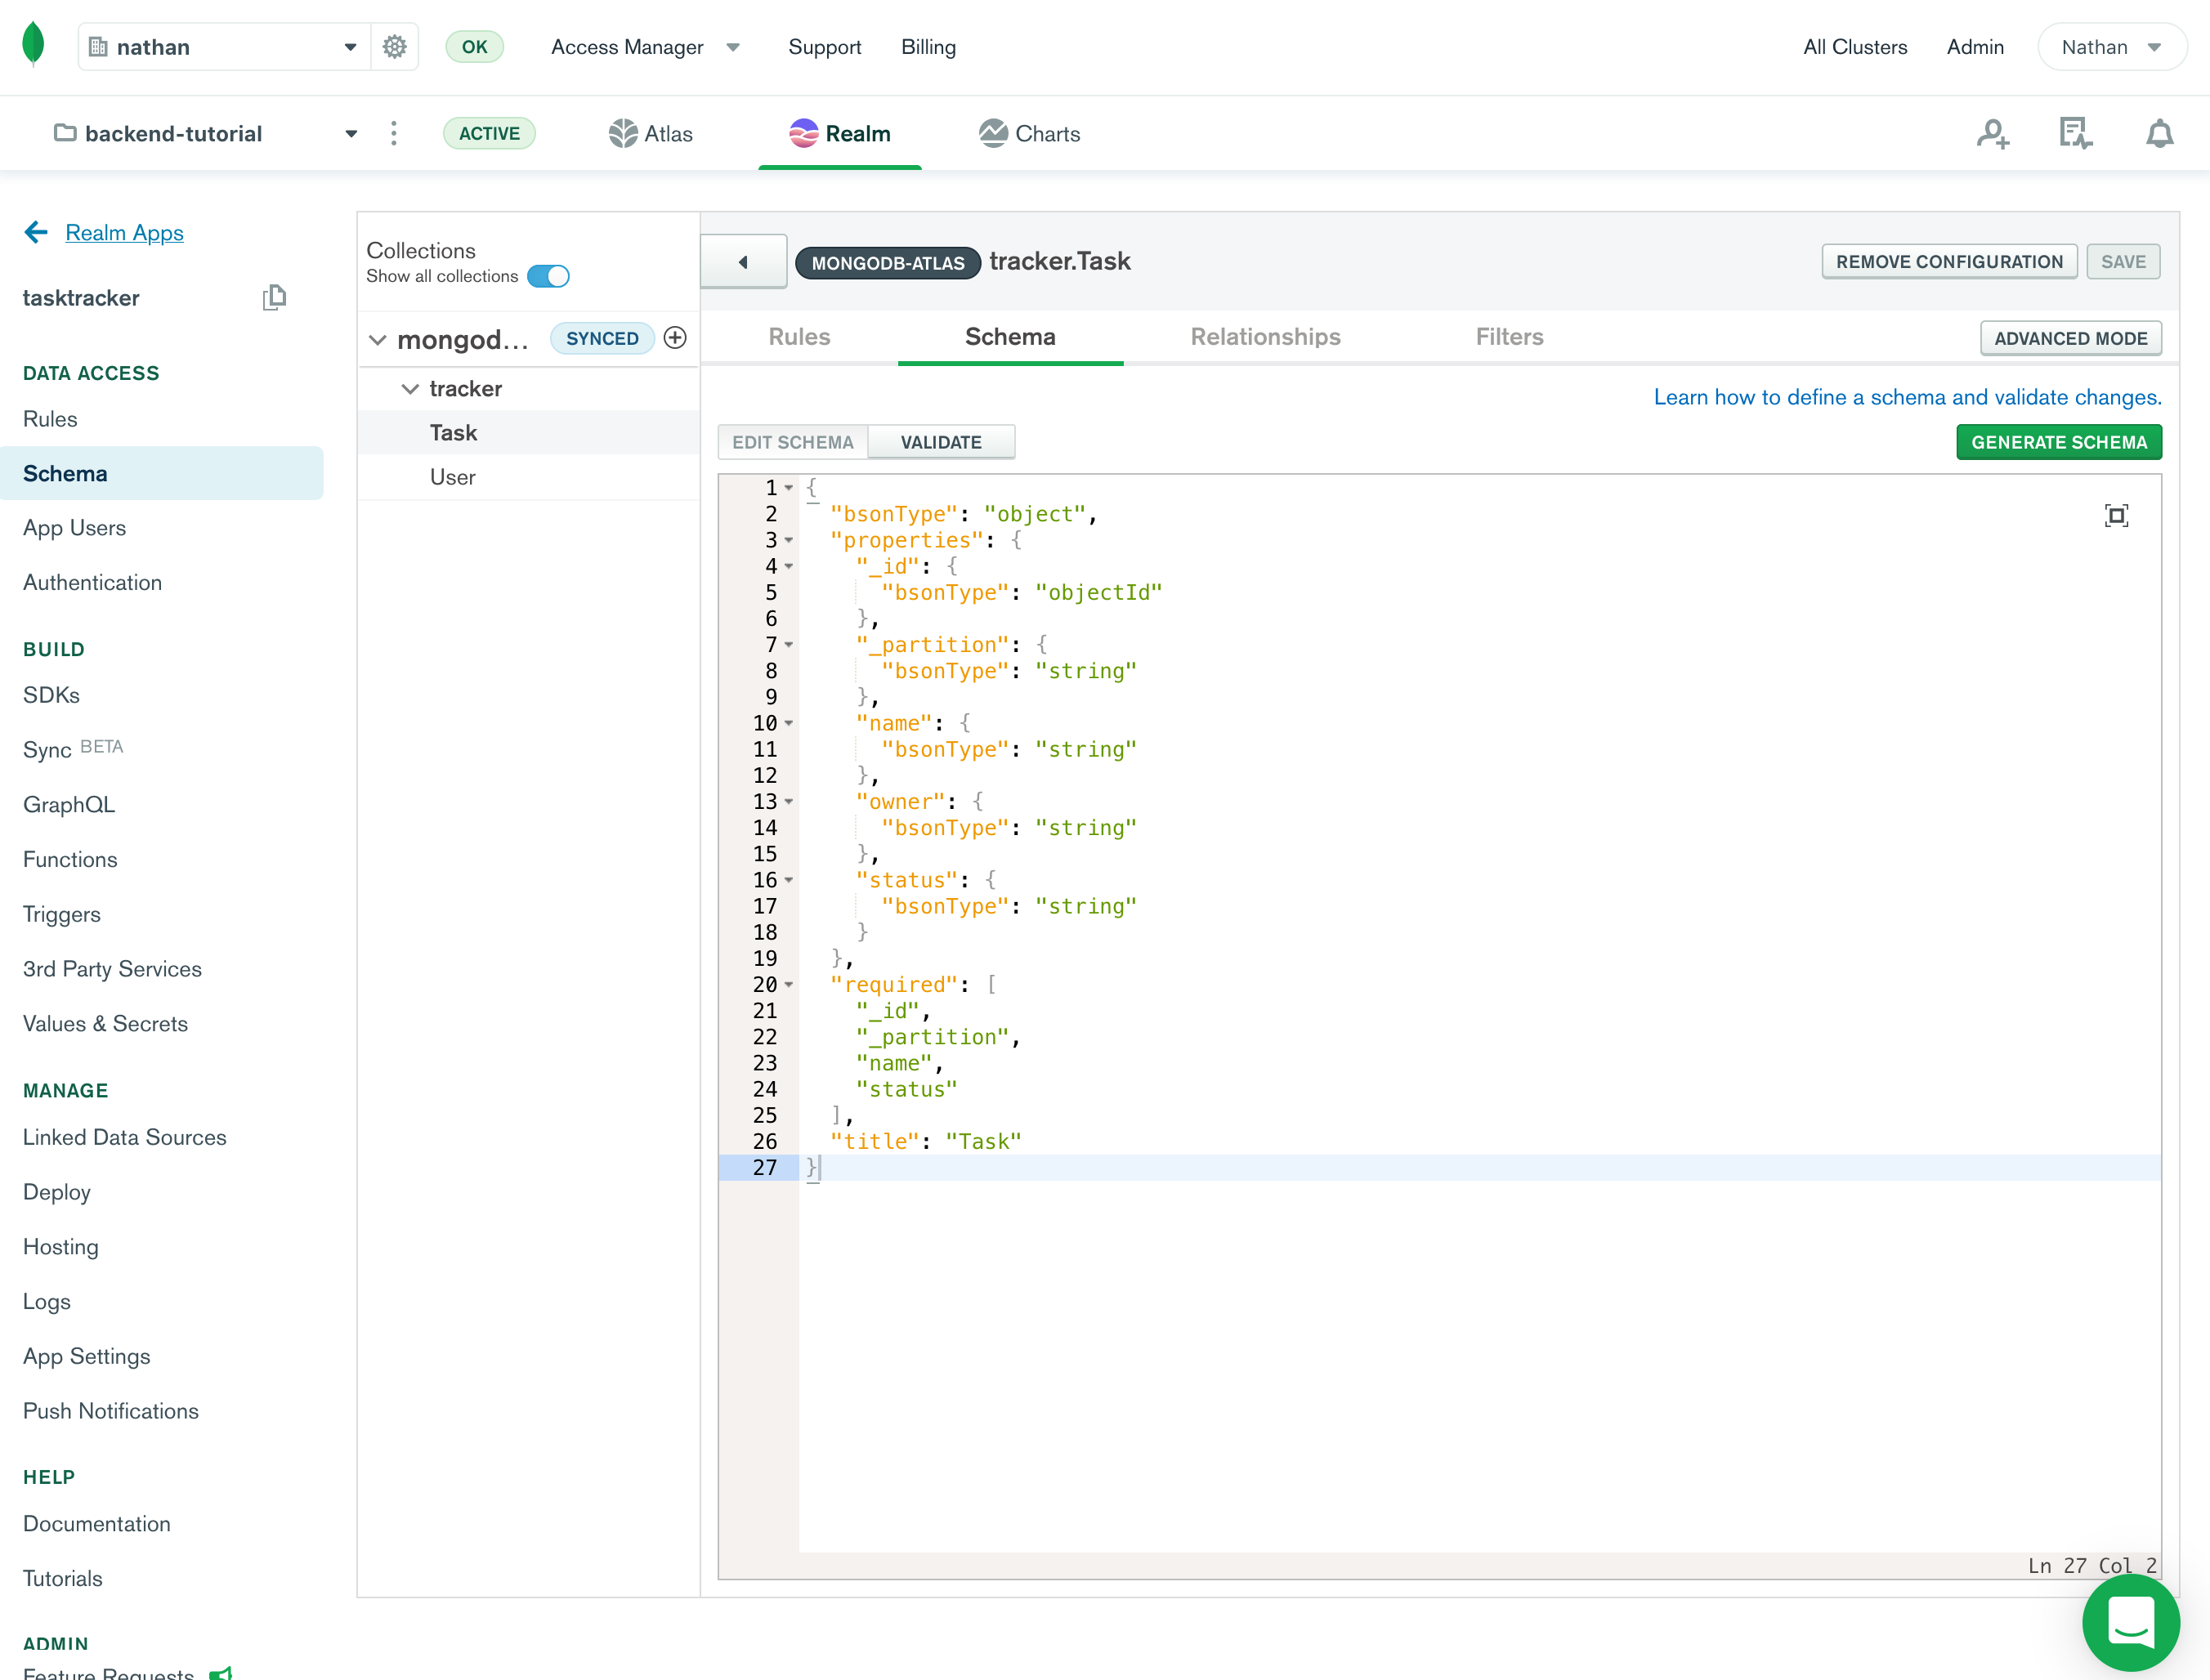 nathan OK Access Manager Support Billing All Clusters Admin Nathan
backend-tutorial ACTIVE Atlas Realm Charts
Realm Apps
tasktracker
DATA ACCESS
Rules
Schema
App Users
Authentication
BUILD
SDKs
Sync BETA
GraphQL
Functions
Triggers
3rd Party Services
Values & Secrets
MANAGE
Linked Data Sources
Deploy
Hosting
Logs
App Settings
Push Notifications
HELP
Documentation
Tutorials
ADMIN
Feature Requests
Collections
Show all collections
mongod... SYNCED
tracker
Task
User
MONGODB-ATLAS tracker.Task REMOVE CONFIGURATION SAVE
Rules Schema Relationships Filters ADVANCED MODE
Learn how to define a schema and validate changes.
EDIT SCHEMA VALIDATE GENERATE SCHEMA
1 {
2 "bsonType": "object",
3 "properties": {
4 "_id": {
5 "bsonType": "objectId"
6 },
7 "_partition": {
8 "bsonType": "string"
9 },
10 "name": {
11 "bsonType": "string"
12 },
13 "owner": {
14 "bsonType": "string"
15 },
16 "status": {
17 "bsonType": "string"
18 }
19 },
20 "required": [
21 "_id",
22 "_partition",
23 "name",
24 "status"
25 ],
26 "title": "Task"
27 }
Ln 27 Col 2